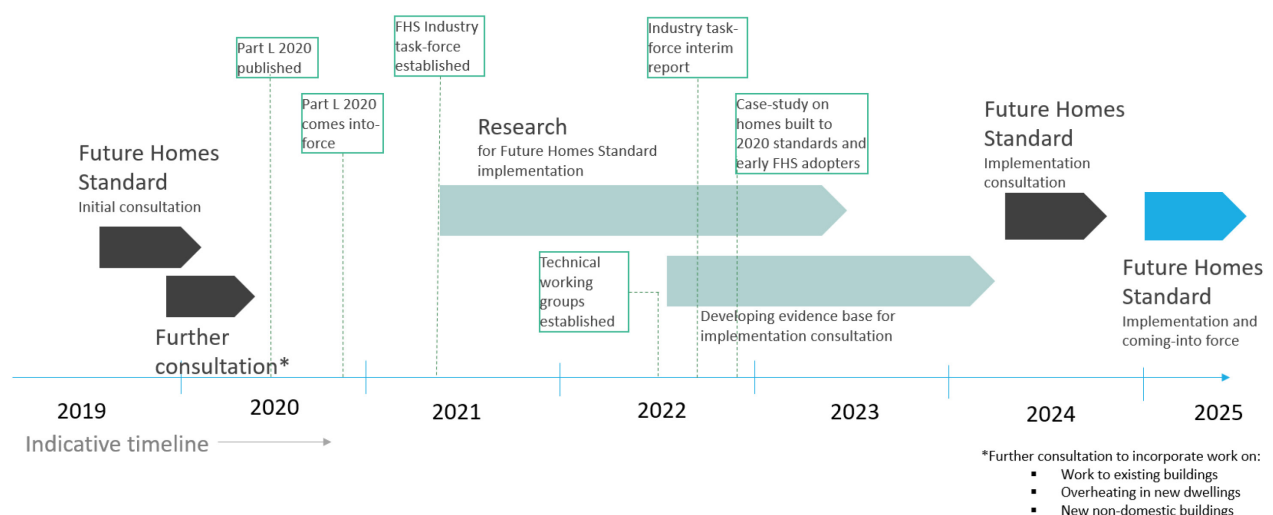 Part L 2020
published
FHS Industry
task-force
established
Industry task-
force interim
report
Part L 2020
comes into-
force
Case-study on
homes built to
2020 standards and
early FHS adopters
Research
for Future Homes Standard
implementation
Future Homes
Standard
Implementation
consultation
Future Homes
Standard
Initial consultation
Technical
working
groups
established
Further
consultation*
Developing evidence base for
implementation consultation
Future Homes
Standard
Implementation and
coming-into force
2019
2020
2021
2022
2023
2024
2025
Indicative timeline
*Further consultation to incorporate work on:
▪ Work to existing buildings
▪ Overheating in new dwellings
▪ New non-domestic buildings